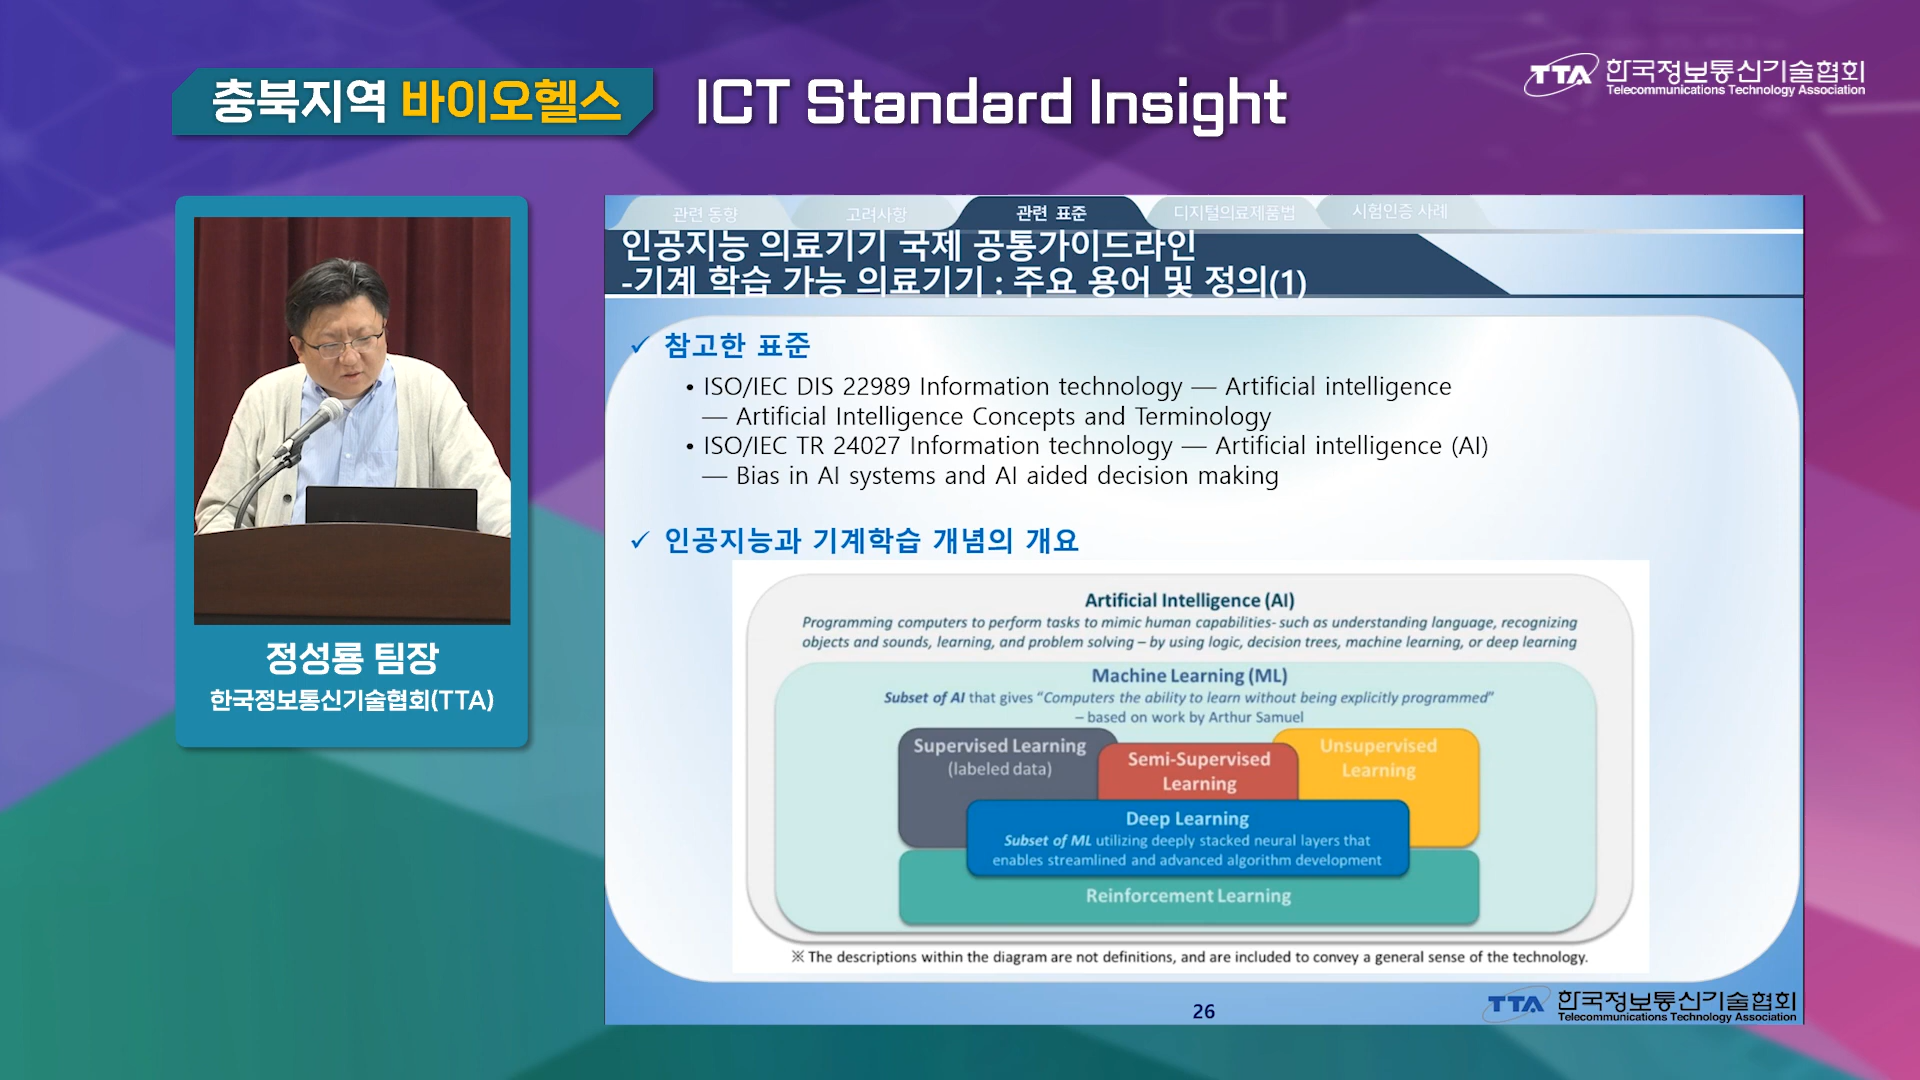 충북지역 바이오헬스 ICT Standard Insight
TTA 한국정보통신기술협회
Telecommunications Technology Association
정성룡 팀장
한국정보통신기술협회(TTA)
관련 동향 고려사항 관련 표준 디지털의료제품법 시험인증 사례
인공지능 의료기기 국제 공통가이드라인
-기계 학습 가능 의료기기 : 주요 용어 및 정의(1)
✓ 참고한 표준
• ISO/IEC DIS 22989 Information technology — Artificial intelligence
— Artificial Intelligence Concepts and Terminology
• ISO/IEC TR 24027 Information technology — Artificial intelligence (AI)
— Bias in AI systems and AI aided decision making
✓ 인공지능과 기계학습 개념의 개요
Artificial Intelligence (AI)
Programming computers to perform tasks to mimic human capabilities- such as understanding language, recognizing
objects and sounds, learning, and problem solving – by using logic, decision trees, machine learning, or deep learning
Machine Learning (ML)
Subset of AI that gives “Computers the ability to learn without being explicitly programmed”
– based on work by Arthur Samuel
Supervised Learning
(labeled data)
Semi-Supervised
Learning
Unsupervised
Learning
Deep Learning
Subset of ML utilizing deeply stacked neural layers that
enables streamlined and advanced algorithm development
Reinforcement Learning
※ The descriptions within the diagram are not definitions, and are included to convey a general sense of the technology.
26
TTA 한국정보통신기술협회
Telecommunications Technology Association